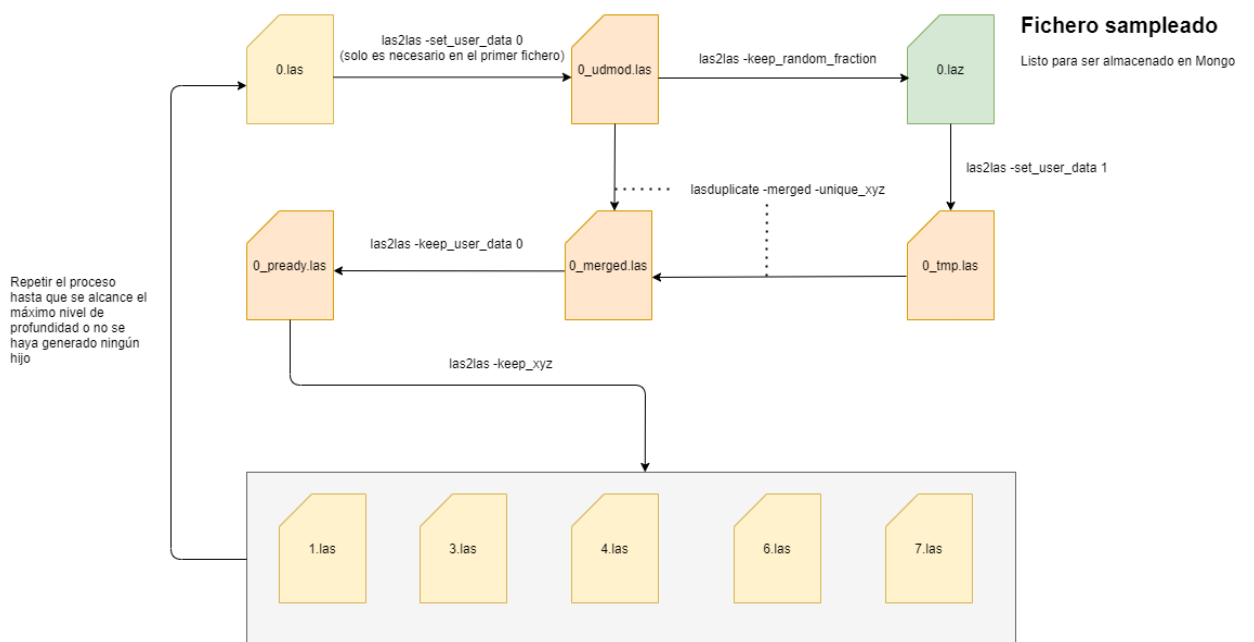 Fichero sampleado
Listo para ser almacenado en Mongo
0.las
las2las -set_user_data 0
(solo es necesario en el primer fichero)
0_udmod.las
las2las -keep_random_fraction
0.laz
las2las -set_user_data 1
lasduplicate -merged -unique_xyz
0_pready.las
las2las -keep_user_data 0
0_merged.las
0_tmp.las
Repetir el proceso
hasta que se alcance el
máximo nivel de
profundidad o no se
haya generado ningún
hijo
las2las -keep_xyz
1.las
3.las
4.las
6.las
7.las